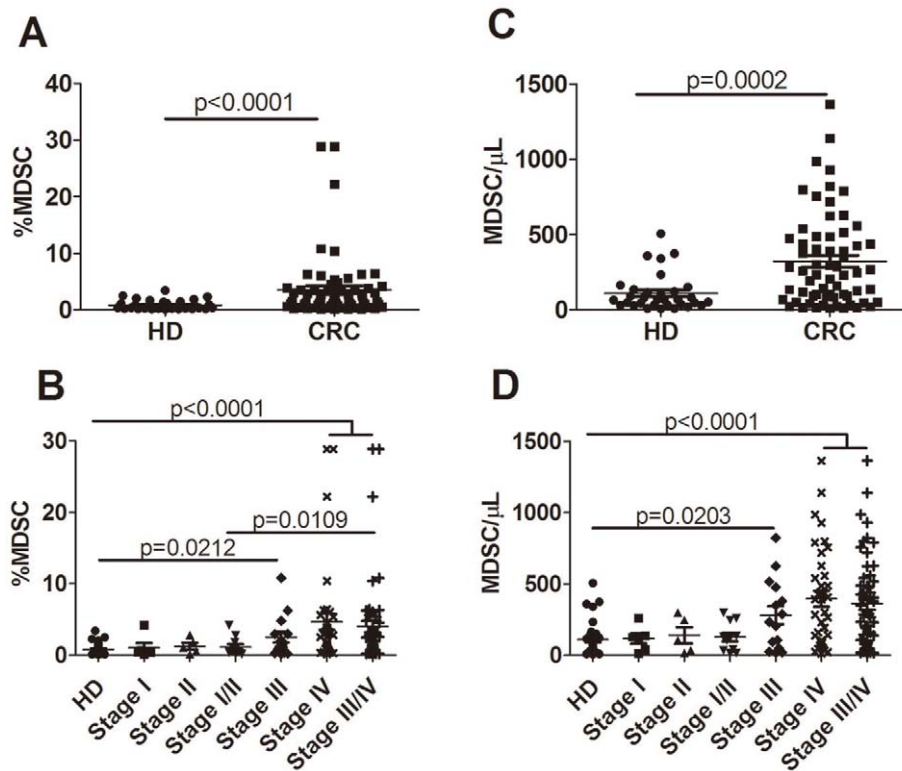 A
%MDSC
40
30
20
10
0
p<0.0001
HD
CRC
C
MDSC/μL
1500
1000
500
0
p=0.0002
HD
CRC
B
%MDSC
30
20
10
0
p<0.0001
p=0.0109
p=0.0212
HD
Stage I
Stage II
Stage I/II
Stage III
Stage IV
Stage III/IV
D
MDSC/μL
1500
1000
500
0
p<0.0001
p=0.0203
HD
Stage I
Stage II
Stage I/II
Stage III
Stage IV
Stage III/IV